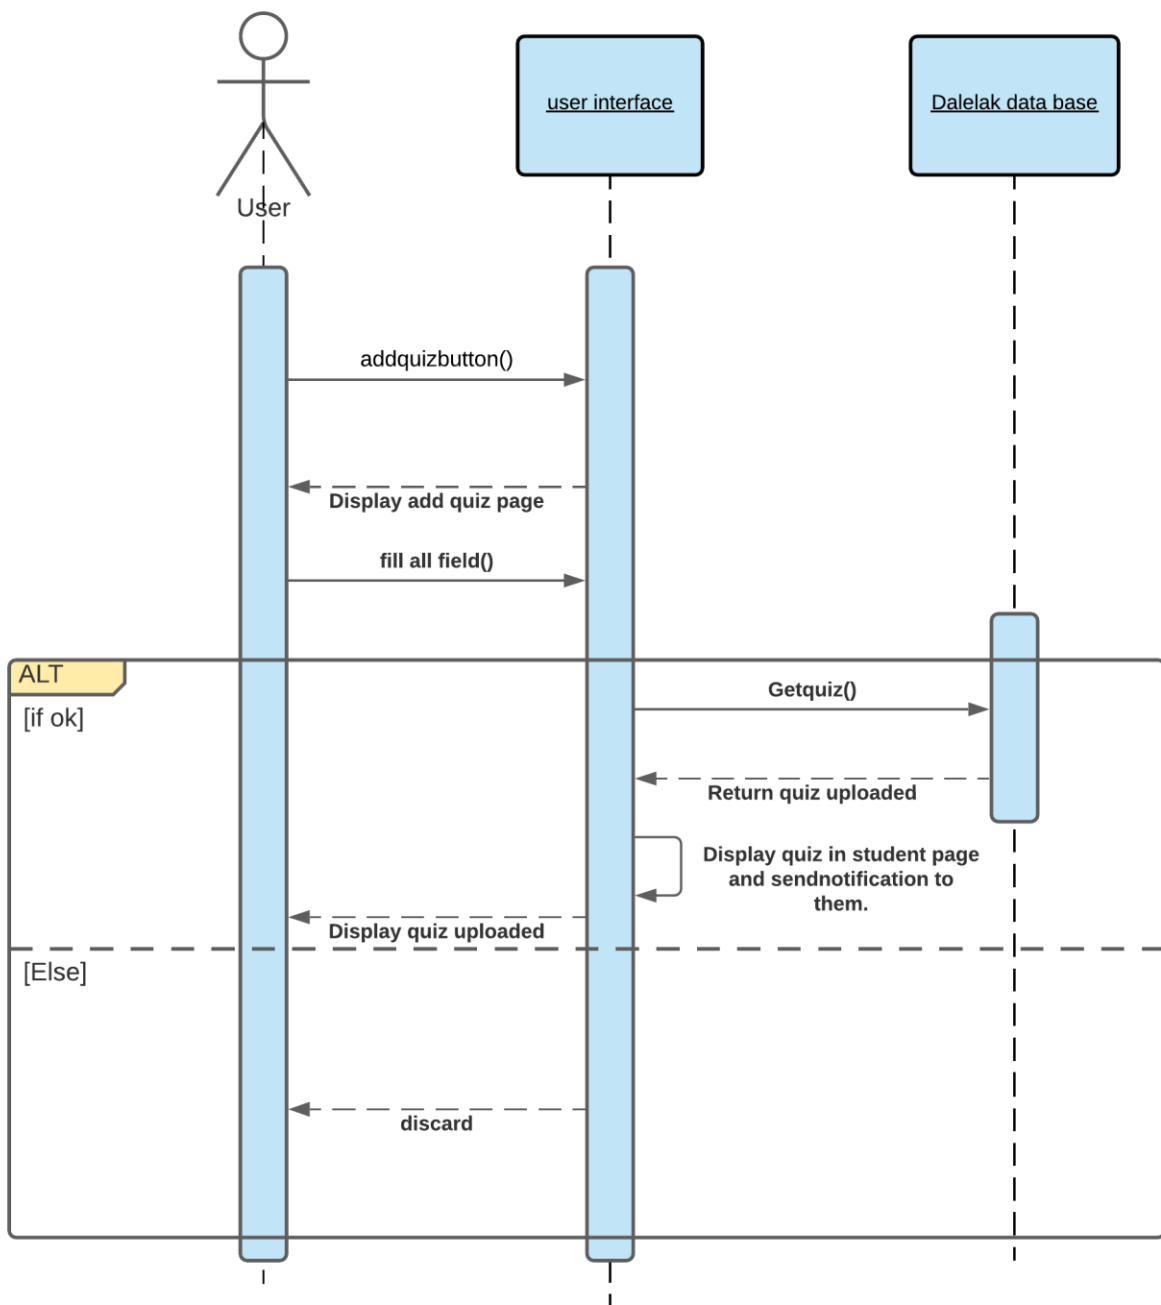 User
user interface
Dalelak data base
addquizbutton()
Display add quiz page
fill all field()
ALT
[if ok]
Getquiz()
Return quiz uploaded
Display quiz in student page
and sendnotification to
them.
Display quiz uploaded
[Else]
discard